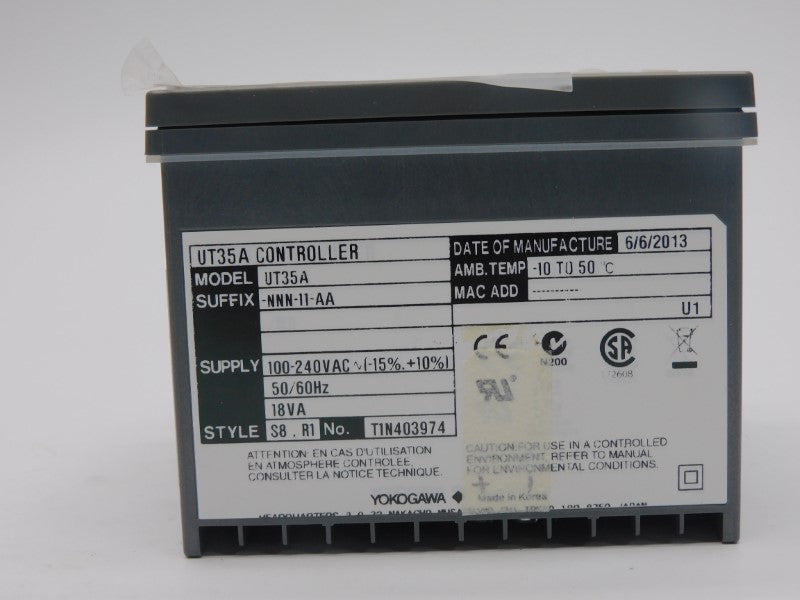 UT35A CONTROLLER
MODEL UT35A
SUFFIX -NNN-11-AA
SUPPLY 100-240VAC ∿(-15%.+10%)
50/60Hz
18VA
STYLE S8 . R1 No. T1N403974
DATE OF MANUFACTURE 6/6/2013
AMB.TEMP -10 TO 50 °C
MAC ADD ----------
U1
CE
N200
UR
ATTENTION: EN CAS D'UTILISATION
EN ATMOSPHERE CONTROLEE,
CONSULTER LA NOTICE TECHNIQUE.
CAUTION:FOR USE IN A CONTROLLED
ENVIRONMENT, REFER TO MANUAL
FOR ENVIRONMENTAL CONDITIONS.
YOKOGAWA Made in Korea
HEADQUARTERS